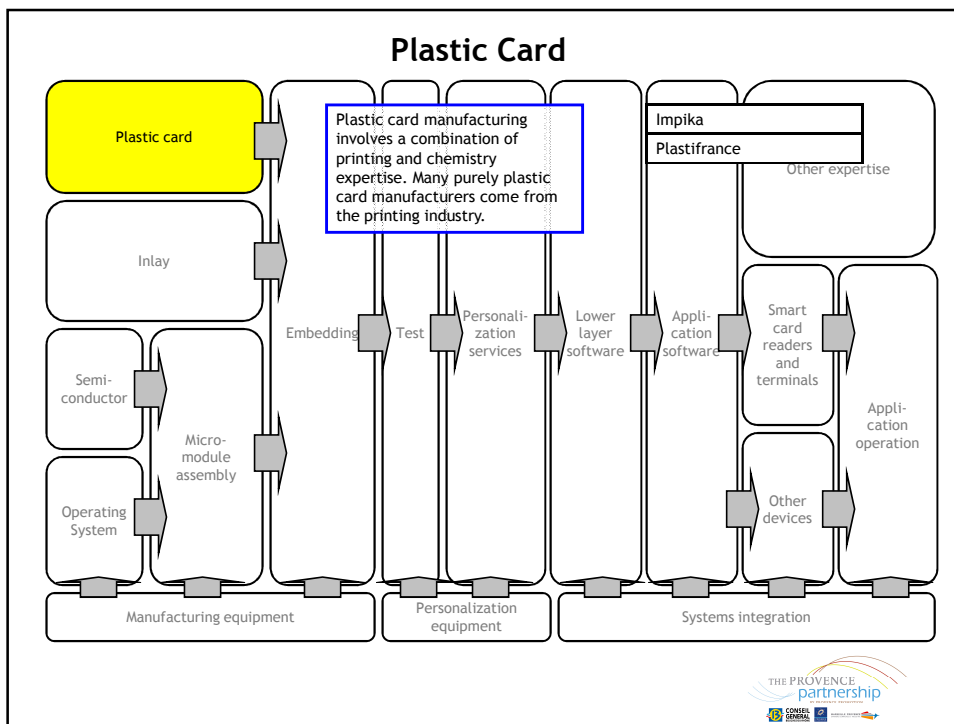 Plastic Card
Plastic card
Plastic card manufacturing
involves a combination of
printing and chemistry
expertise. Many purely plastic
card manufacturers come from
the printing industry.
Impika
Plastifrance
Other expertise
Inlay
Embedding
Test
Personali-
zation
services
Lower
layer
software
Appli-
cation
software
Smart
card
readers
and
terminals
Semi-
conductor
Micro-
module
assembly
Appli-
cation
operation
Operating
System
Other
devices
Manufacturing equipment
Personalization
equipment
Systems integration
THE PROVENCE
partnership
CONSEIL
GENERAL